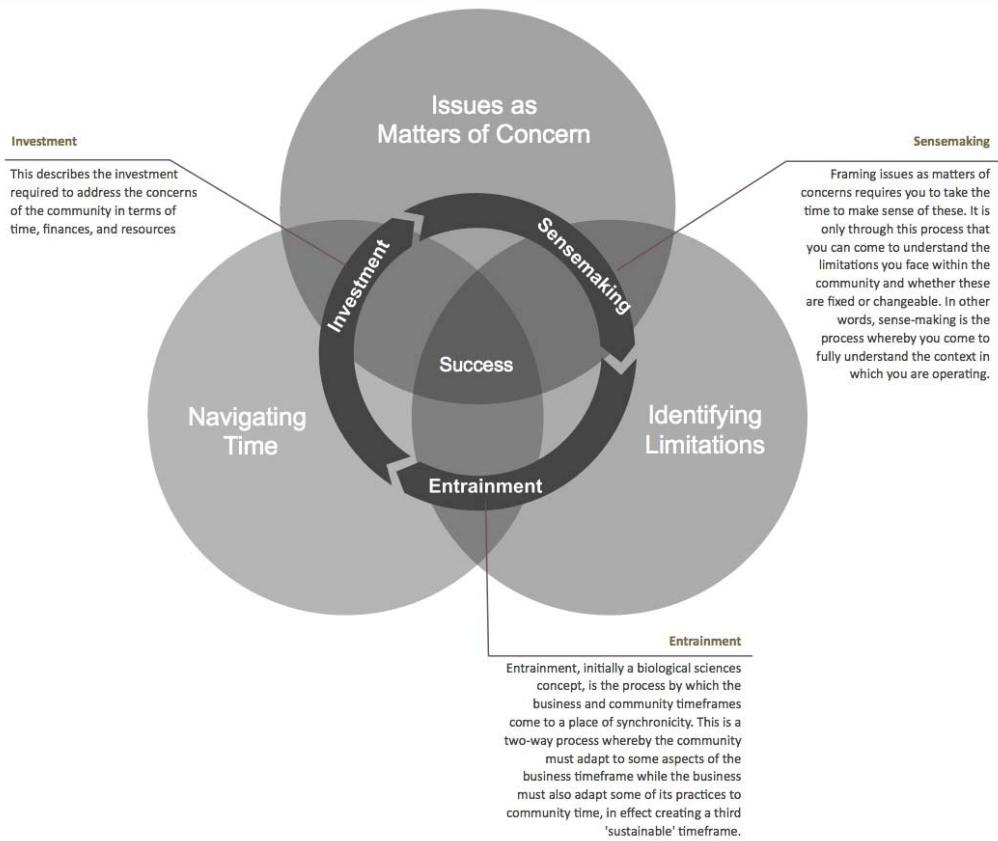 Issues as
Matters of Concern
Investment
This describes the investment
required to address the concerns
of the community in terms of
time, finances, and resources
Sensemaking
Framing issues as matters of
concerns requires you to take the
time to make sense of these. It is
only through this process that
you can come to understand the
limitations you face within the
community and whether these
are fixed or changeable. In other
words, sense-making is the
process whereby you come to
fully understand the context in
which you are operating.
Investment
Sensemaking
Success
Navigating
Time
Identifying
Limitations
Entrainment
Entrainment
Entrainment, initially a biological sciences
concept, is the process by which the
business and community timeframes
come to a place of synchronicity. This is a
two-way process whereby the community
must adapt to some aspects of the
business timeframe while the business
must also adapt some of its practices to
community time, in effect creating a third
'sustainable' timeframe.